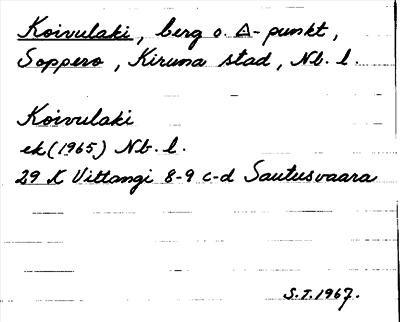 Koivulaki, berg o. △-punkt,
Soppero, Kiruna stad, Nb. l.
Koivulaki
ek (1965) Nb. l.
29 K Vittangi 8-9 c-d Sautusvaara
S.T. 1967.